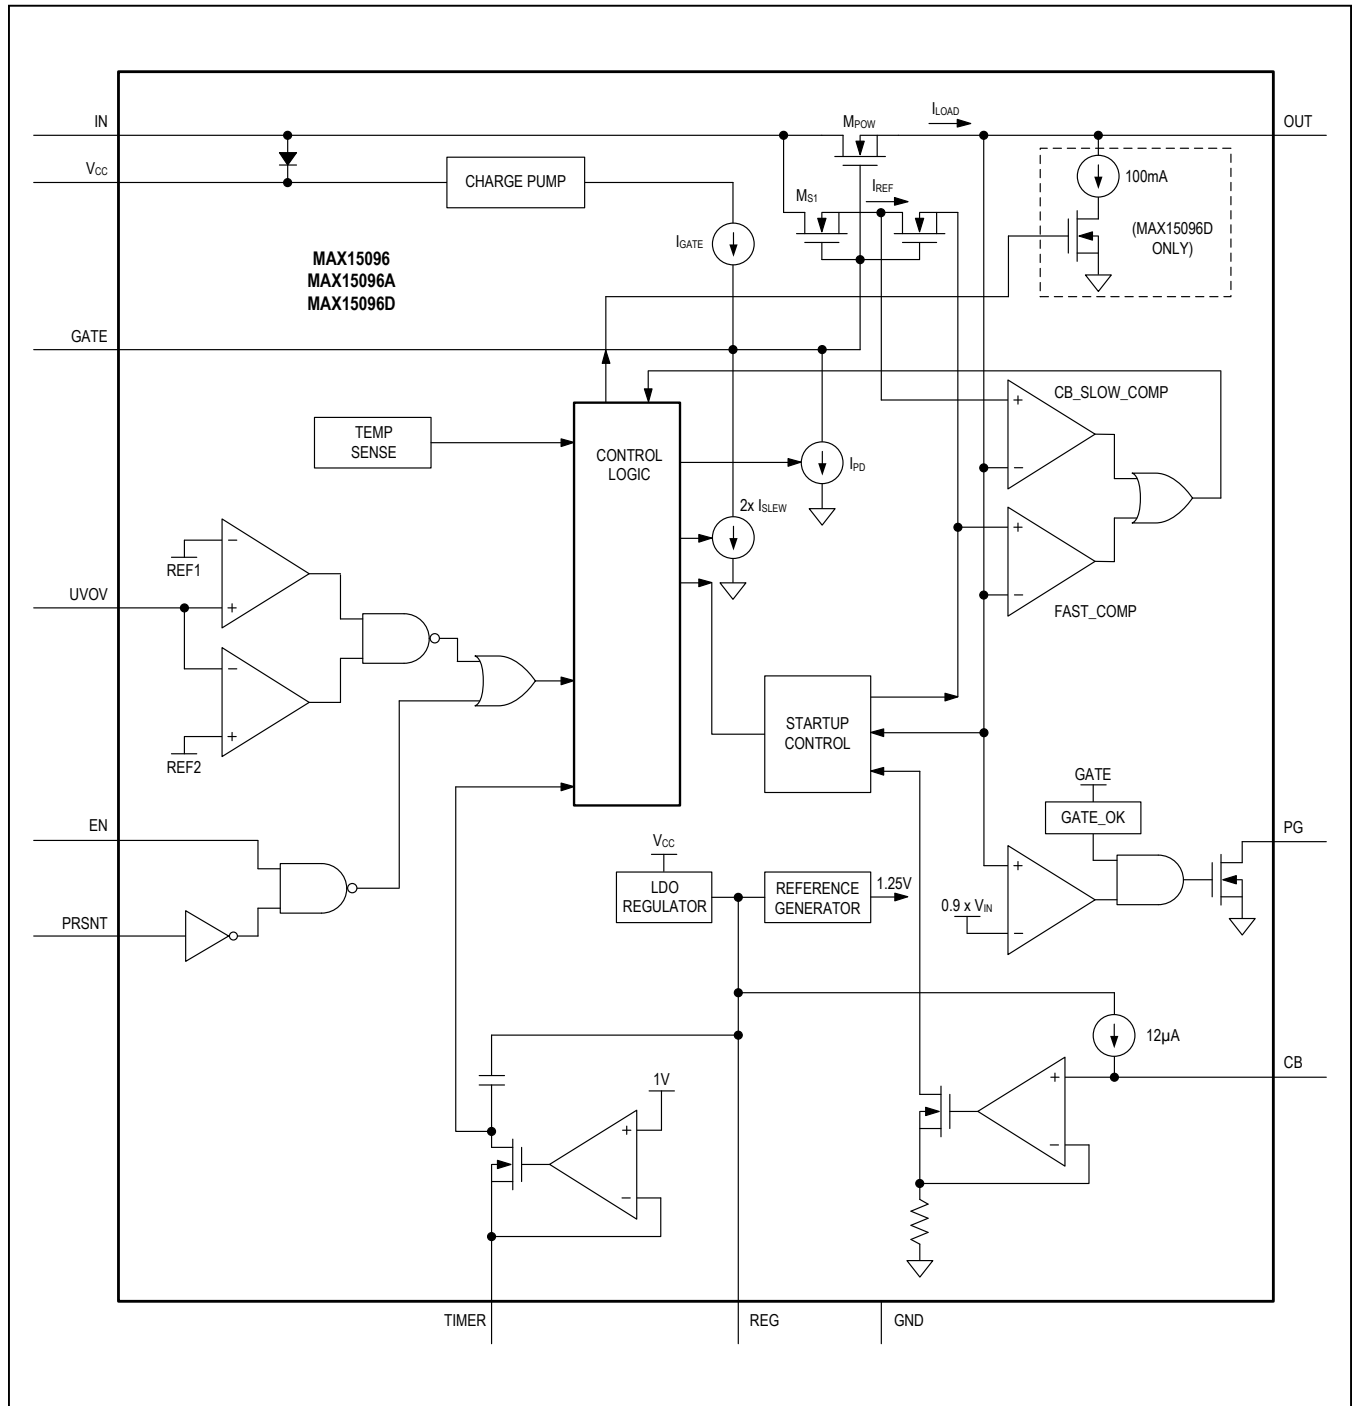 IN
VCC
CHARGE PUMP
MPOW
ILOAD
OUT
100mA
(MAX15096D
ONLY)
MS1
IREF
IGATE
MAX15096
MAX15096A
MAX15096D
GATE
TEMP
SENSE
CONTROL
LOGIC
IPD
2x ISLEW
+
CB_SLOW_COMP
−
+
−
FAST_COMP
−
REF1
UVOV
+
−
+
REF2
STARTUP
CONTROL
GATE
GATE_OK
EN
PG
VCC
LDO
REGULATOR
REFERENCE
GENERATOR
1.25V
+
0.9 x VIN
−
PRSNT
12µA
CB
1V
+
−
+
−
TIMER
REG
GND